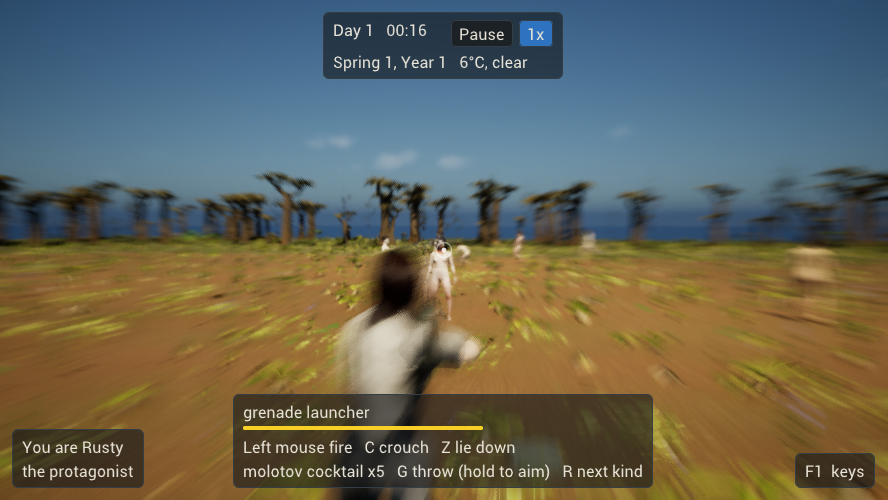 Day 1 00:16 Pause 1x
Spring 1, Year 1 6°C, clear
grenade launcher
Left mouse fire C crouch Z lie down
molotov cocktail x5 G throw (hold to aim) R next kind
You are Rusty
the protagonist
F1 keys